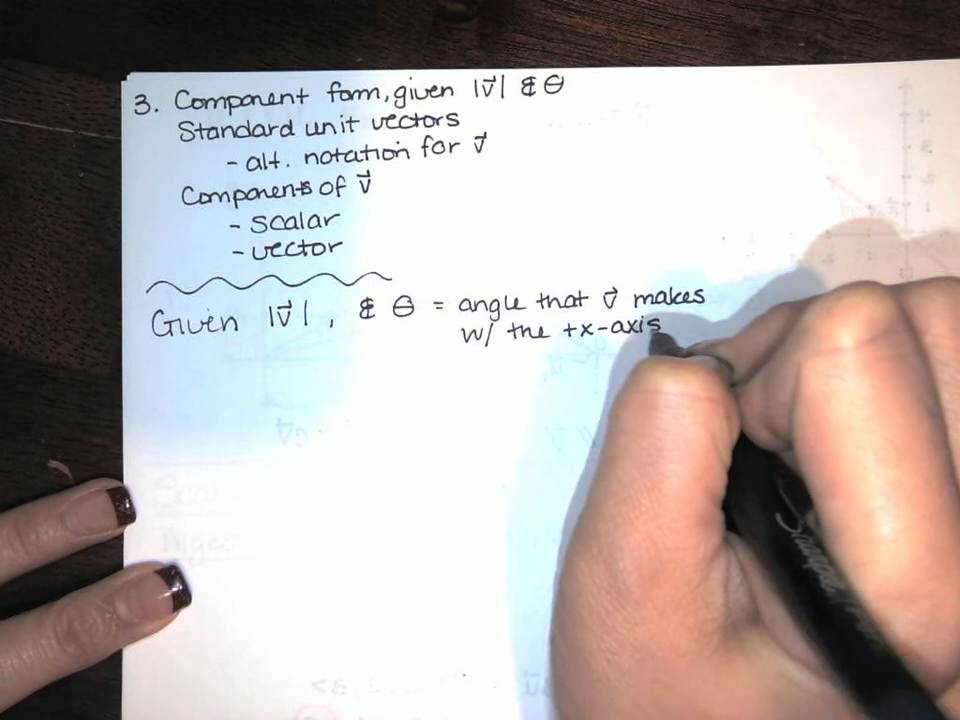 3. Component form, given |v⃗| & θ
Standard unit vectors
- alt. notation for v⃗
Components of v⃗
- scalar
- vector
Given |v⃗|, & θ = angle that v⃗ makes
w/ the +x-axis